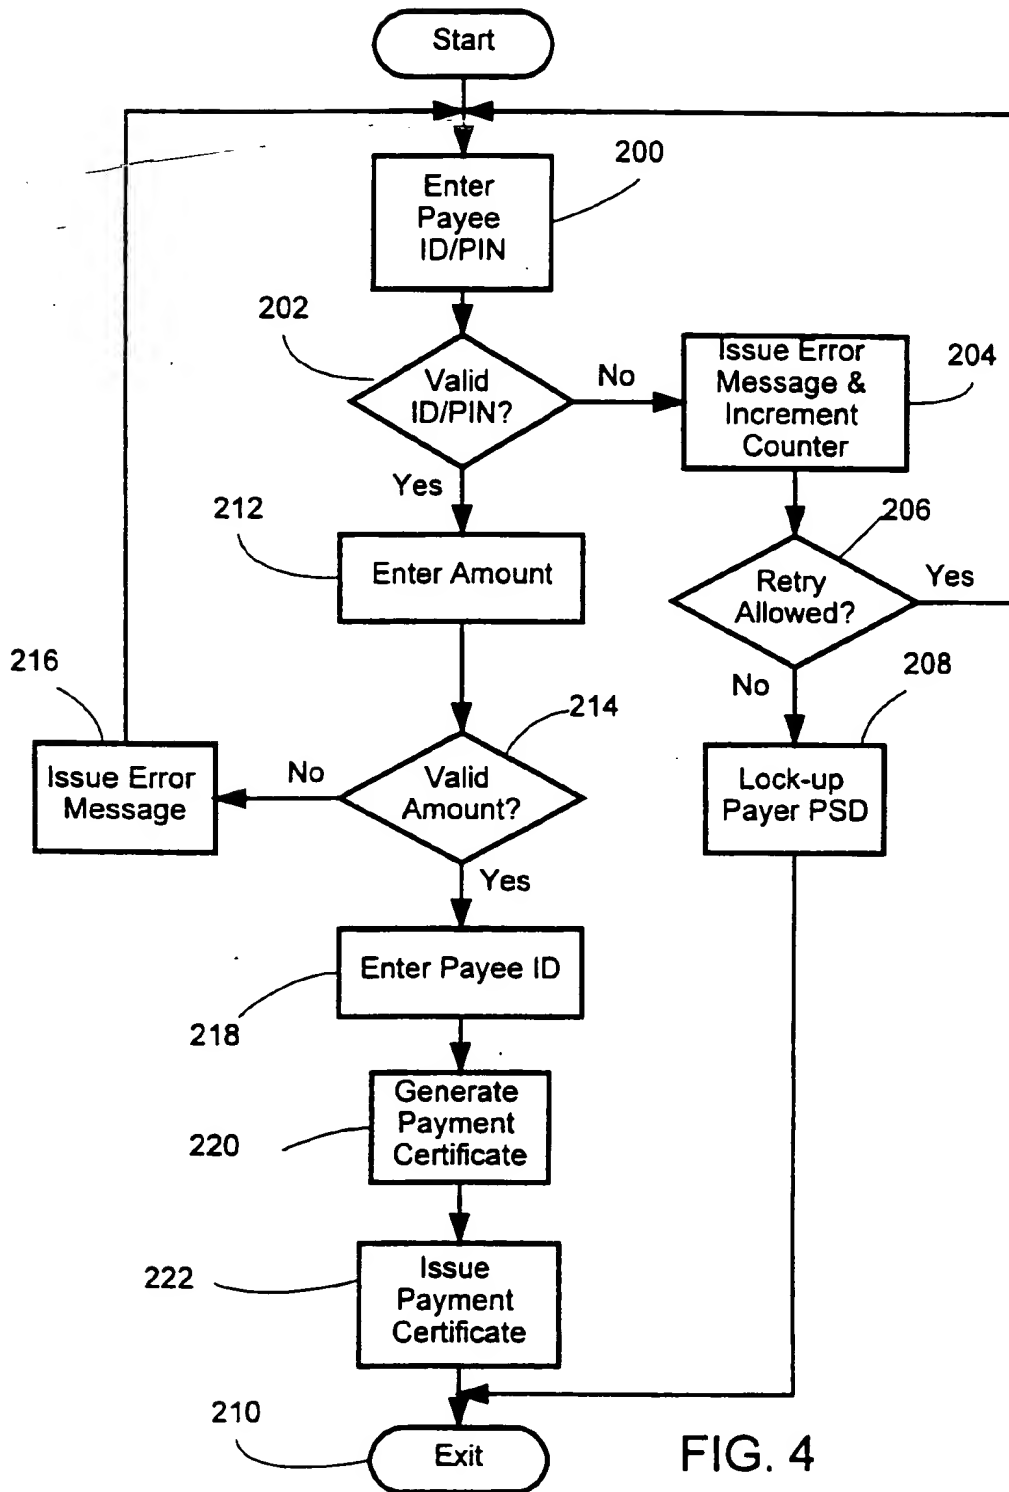 Start
200
Enter
Payee
ID/PIN
202
Valid
ID/PIN?
No
Issue Error
Message &
Increment
Counter
204
Yes
212
Enter Amount
206
Retry
Allowed?
Yes
216
Issue Error
Message
No
214
Valid
Amount?
No
208
Lock-up
Payer PSD
Yes
Enter Payee ID
218
Generate
Payment
Certificate
220
222
Issue
Payment
Certificate
210
Exit
FIG. 4